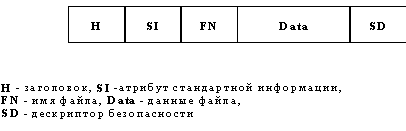 H SI FN Data SD
H - заголовок, SI -атрибут стандартной информации,
FN - имя файла, Data - данные файла,
SD - дескриптор безопасности